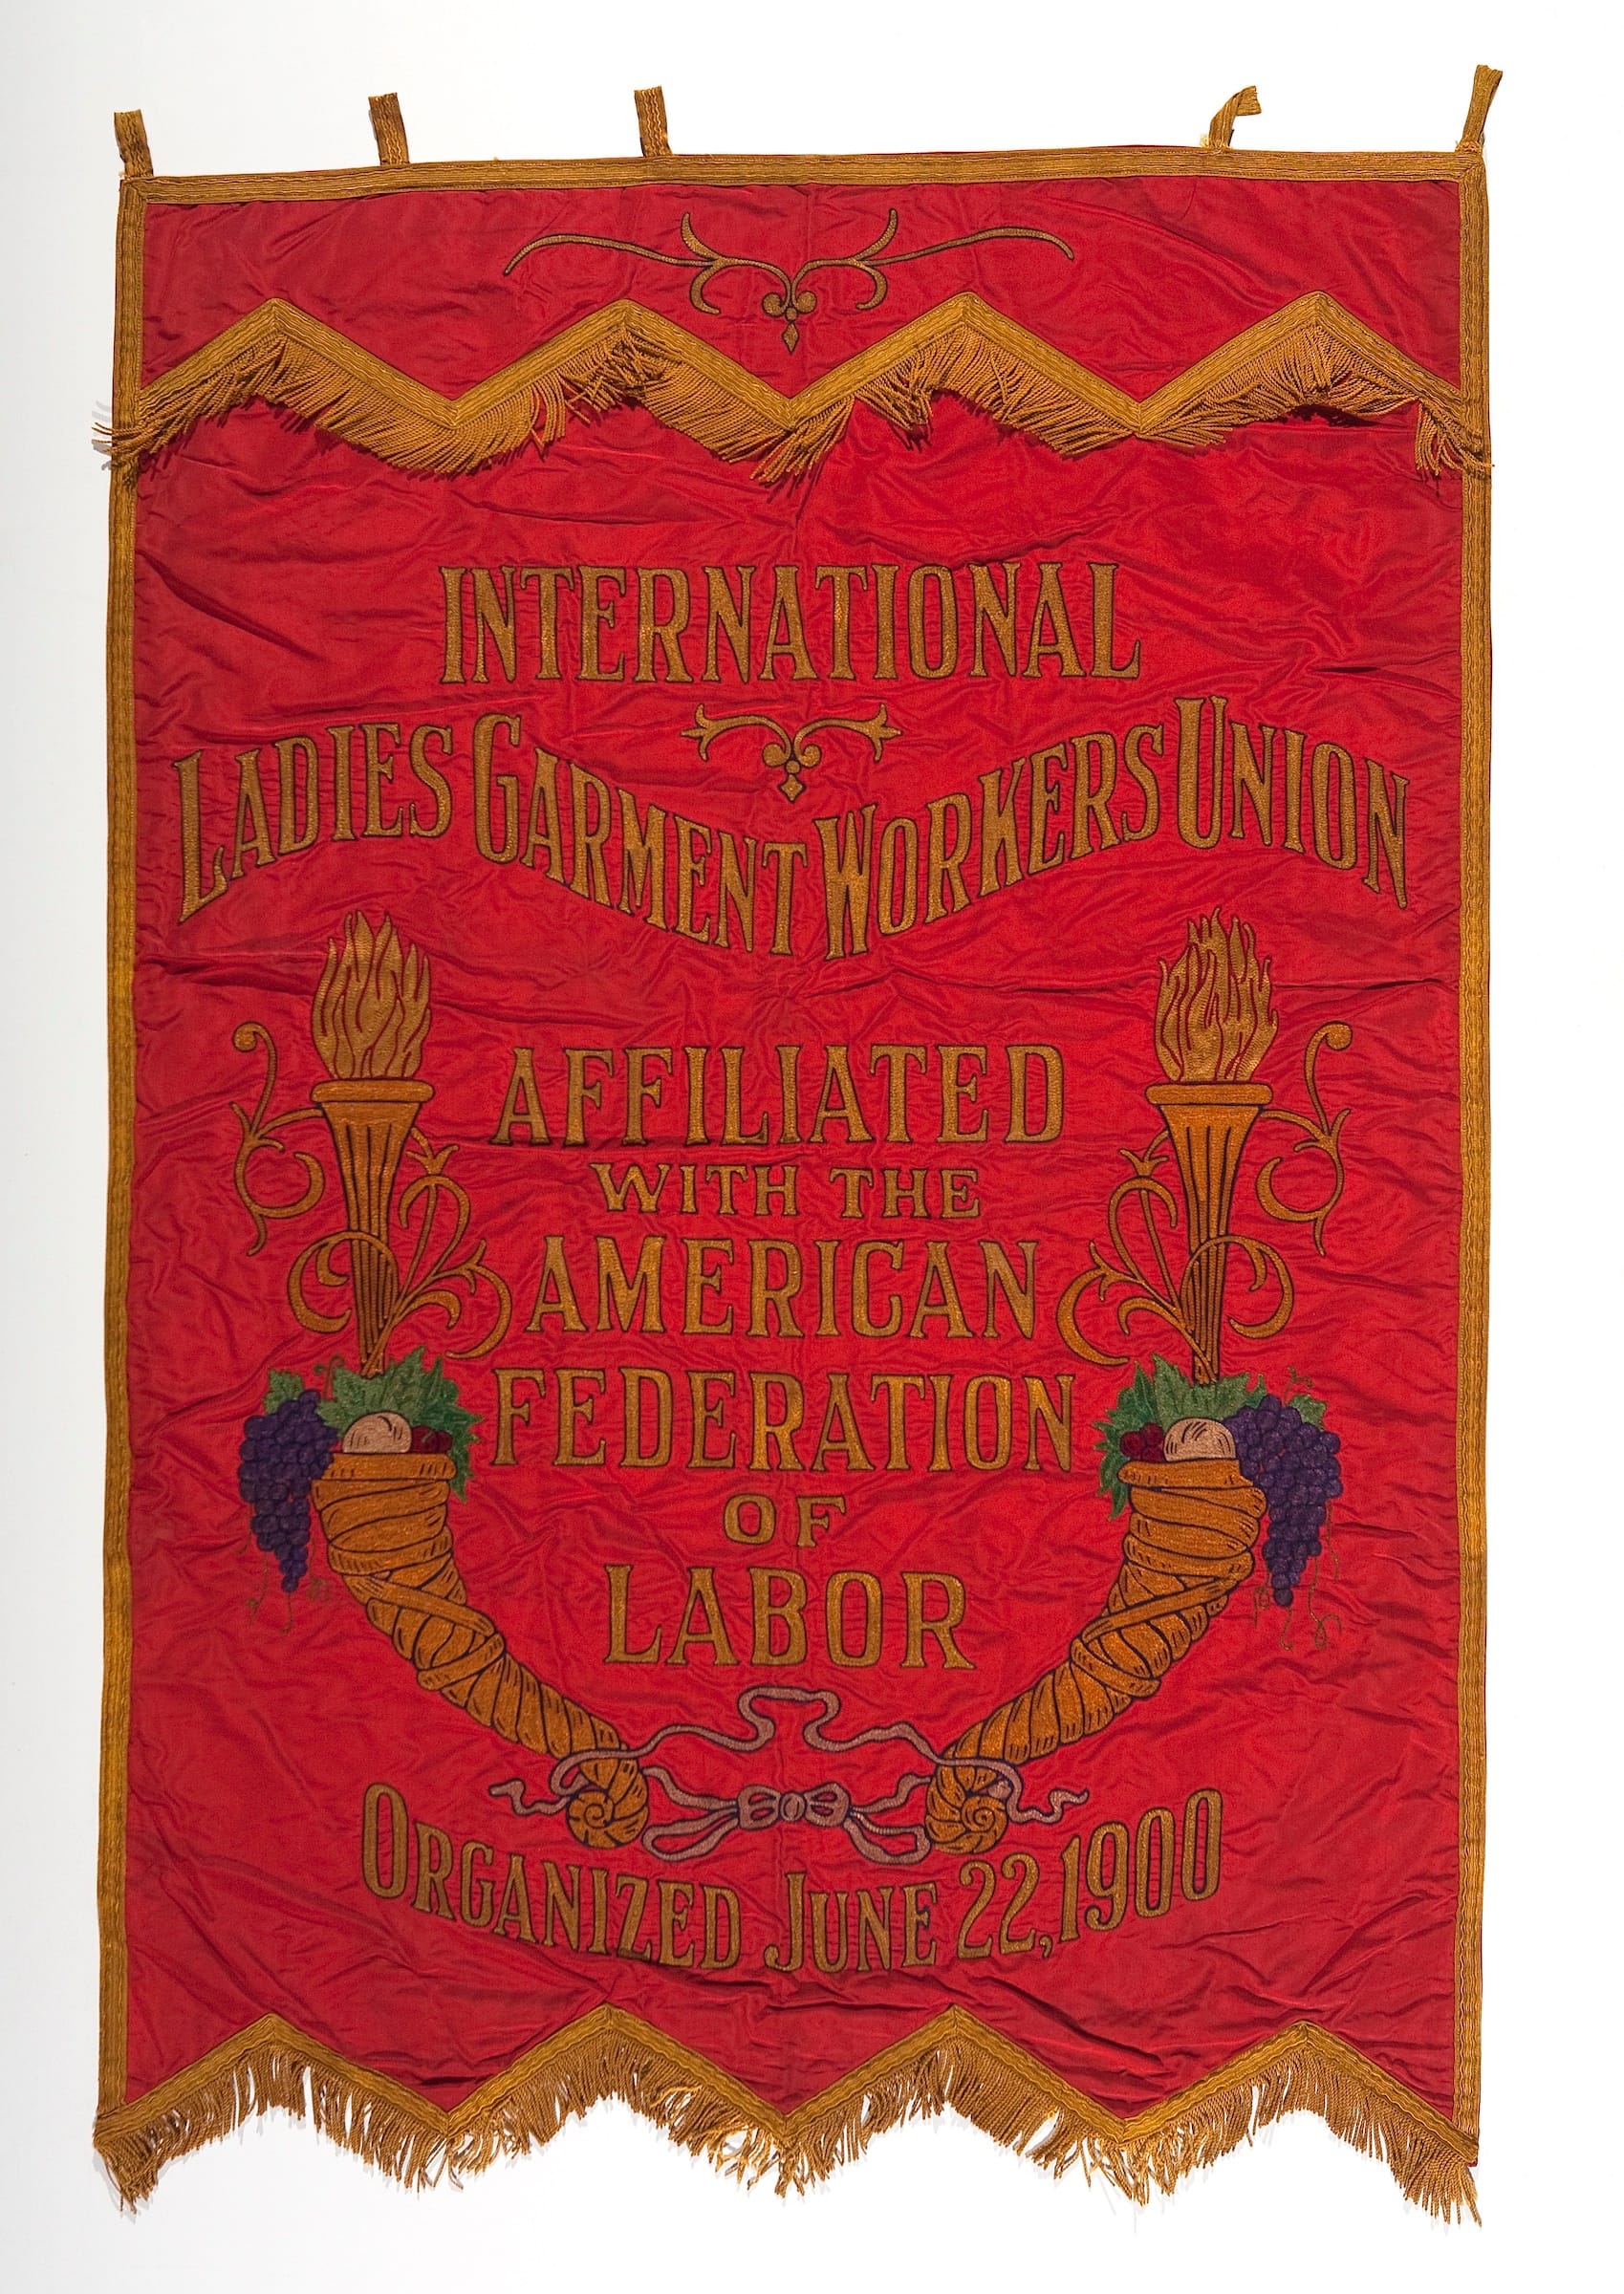 INTERNATIONAL
LADIES GARMENT WORKERS UNION
AFFILIATED
WITH THE
AMERICAN
FEDERATION
OF
LABOR
ORGANIZED JUNE 22, 1900